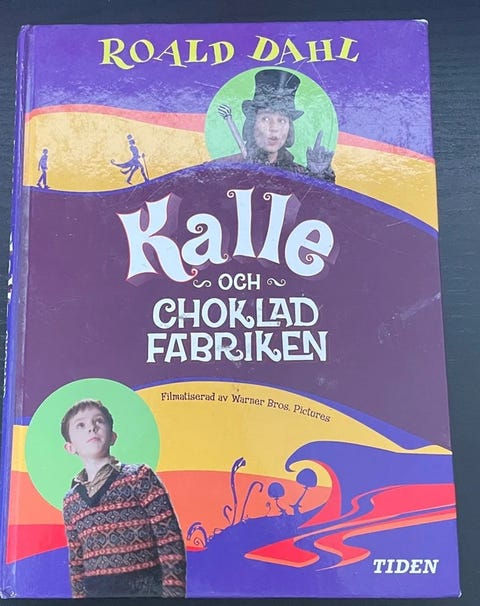 ROALD DAHL
Kalle
OCH
CHOKLAD
FABRIKEN
Filmatiserad av Warner Bros. Pictures
TIDEN